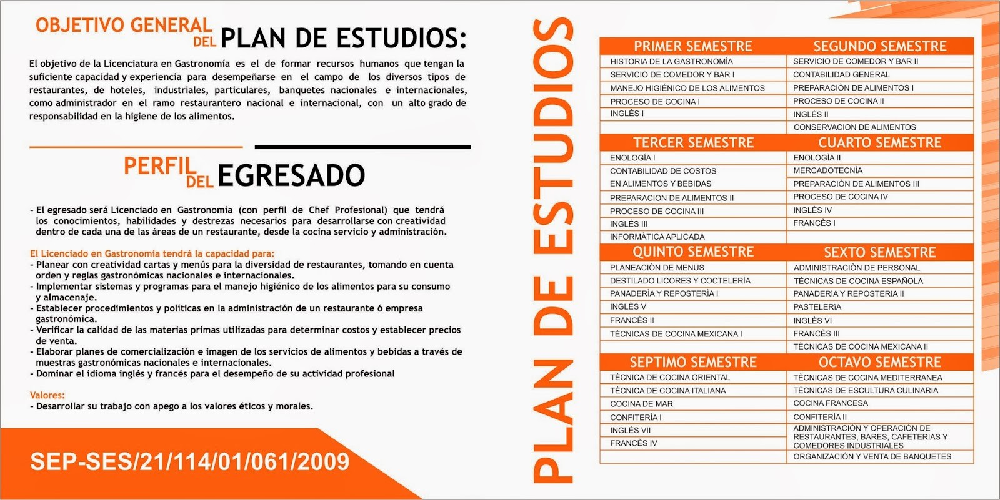 OBJETIVO GENERAL
DEL PLAN DE ESTUDIOS:
El objetivo de la Licenciatura en Gastronomía es el de formar recursos humanos que tengan la
suficiente capacidad y experiencia para desempeñarse en el campo de los diversos tipos de
restaurantes, de hoteles, industriales, particulares, banquetes nacionales e internacionales,
como administrador en el ramo restaurantero nacional e internacional, con un alto grado de
responsabilidad en la higiene de los alimentos.
PERFIL
DEL EGRESADO
- El egresado será Licenciado en Gastronomía (con perfil de Chef Profesional) que tendrá
los conocimientos, habilidades y destrezas necesarios para desarrollarse con creatividad
dentro de cada una de las áreas de un restaurante, desde la cocina servicio y administración.
El Licenciado en Gastronomía tendrá la capacidad para:
- Planear con creatividad cartas y menús para la diversidad de restaurantes, tomando en cuenta
orden y reglas gastronómicas nacionales e internacionales.
- Implementar sistemas y programas para el manejo higiénico de los alimentos para su consumo
y almacenaje.
- Establecer procedimientos y políticas en la administración de un restaurante ó empresa
gastronómica.
- Verificar la calidad de las materias primas utilizadas para determinar costos y establecer precios
de venta.
- Elaborar planes de comercialización e imagen de los servicios de alimentos y bebidas a través de
muestras gastronómicas nacionales e internacionales.
- Dominar el idioma inglés y francés para el desempeño de su actividad profesional
Valores:
- Desarrollar su trabajo con apego a los valores éticos y morales.
SEP-SES/21/114/01/061/2009
PLAN DE ESTUDIOS
PRIMER SEMESTRE
HISTORIA DE LA GASTRONOMÍA
SERVICIO DE COMEDOR Y BAR I
MANEJO HIGIÉNICO DE LOS ALIMENTOS
PROCESO DE COCINA I
INGLÉS I
SEGUNDO SEMESTRE
SERVICIO DE COMEDOR Y BAR II
CONTABILIDAD GENERAL
PREPARACIÒN DE ALIMENTOS I
PROCESO DE COCINA II
INGLÉS II
CONSERVACION DE ALIMENTOS
TERCER SEMESTRE
ENOLOGÍA I
CONTABILIDAD DE COSTOS
EN ALIMENTOS Y BEBIDAS
PREPARACION DE ALIMENTOS II
PROCESO DE COCINA III
INGLÉS III
INFORMÀTICA APLICADA
CUARTO SEMESTRE
ENOLOGÌA II
MERCADOTECNÌA
PREPARACIÒN DE ALIMENTOS III
PROCESO DE COCINA IV
INGLÈS IV
FRANCÈS I
QUINTO SEMESTRE
PLANEACIÒN DE MENUS
DESTILADO LICORES Y COCTELERÌA
PANADERÌA Y REPOSTERÌA I
INGLÈS V
FRANCÈS II
TÈCNICAS DE COCINA MEXICANA I
SEXTO SEMESTRE
ADMINISTRACIÒN DE PERSONAL
TÈCNICAS DE COCINA ESPAÑOLA
PANADERìA Y REPOSTERìA II
PASTELERìA
INGLÈS VI
FRANCÈS III
TÈCNICAS DE COCINA MEXICANA II
SEPTIMO SEMESTRE
TÈCNICA DE COCINA ORIENTAL
TÈCNICA DE COCINA ITALIANA
COCINA DE MAR
CONFITERÌA I
INGLÈS VII
FRANCÈS IV
OCTAVO SEMESTRE
TÈCNICAS DE COCINA MEDITERRANEA
TÈCNICAS DE ESCULTURA CULINARIA
COCINA FRANCESA
CONFITERÌA II
ADMINISTRACIÒN Y OPERACIÒN DE
RESTAURANTES, BARES, CAFETERIAS Y
COMEDORES INDUSTRIALES
ORGANIZACIÓN Y VENTA DE BANQUETES